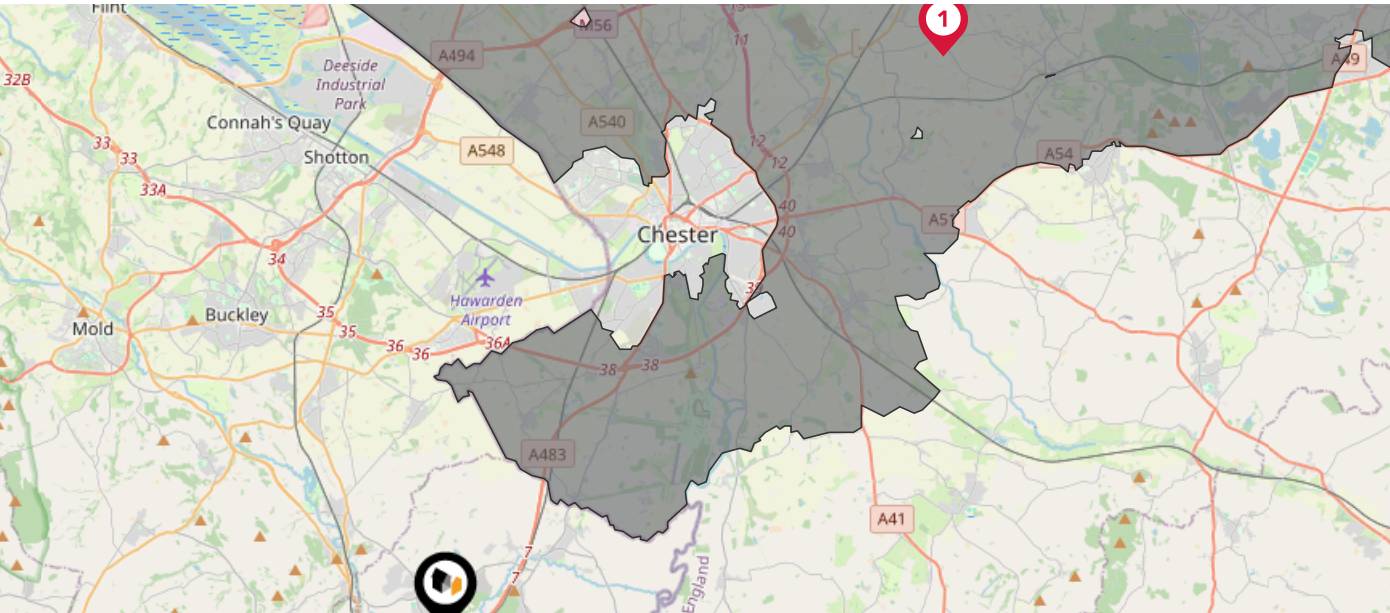 Flint
M56
13
1
A494
11
32B
Deeside
Industrial
Park
A49
Connah's Quay
A540
33
33
Shotton
A548
12
12
A54
33A
40
A51
40
Chester
34
Hawarden
Airport
35
Buckley
35
Mold
36
36
36A
38
38
A483
A41
7
7
England